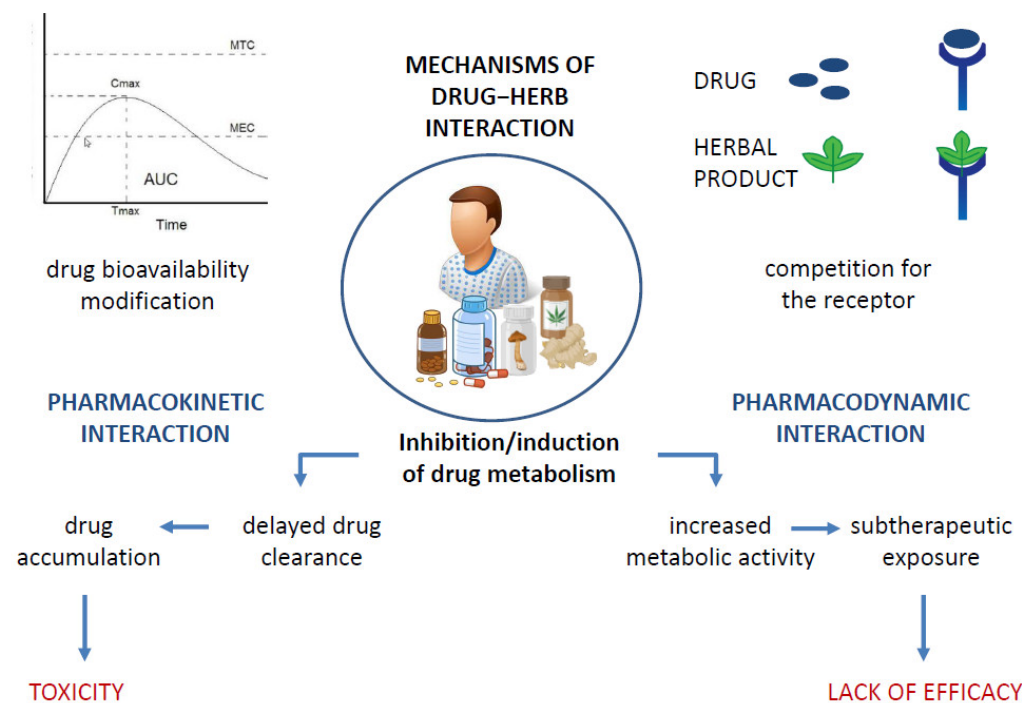 MTC
Cmax
MEC
AUC
Tmax
Time
drug bioavailability
modification
MECHANISMS OF
DRUG–HERB
INTERACTION
DRUG
HERBAL
PRODUCT
competition for
the receptor
PHARMACOKINETIC
INTERACTION
PHARMACODYNAMIC
INTERACTION
Inhibition/induction
of drug metabolism
drug
accumulation
delayed drug
clearance
increased
metabolic activity
subtherapeutic
exposure
TOXICITY
LACK OF EFFICACY